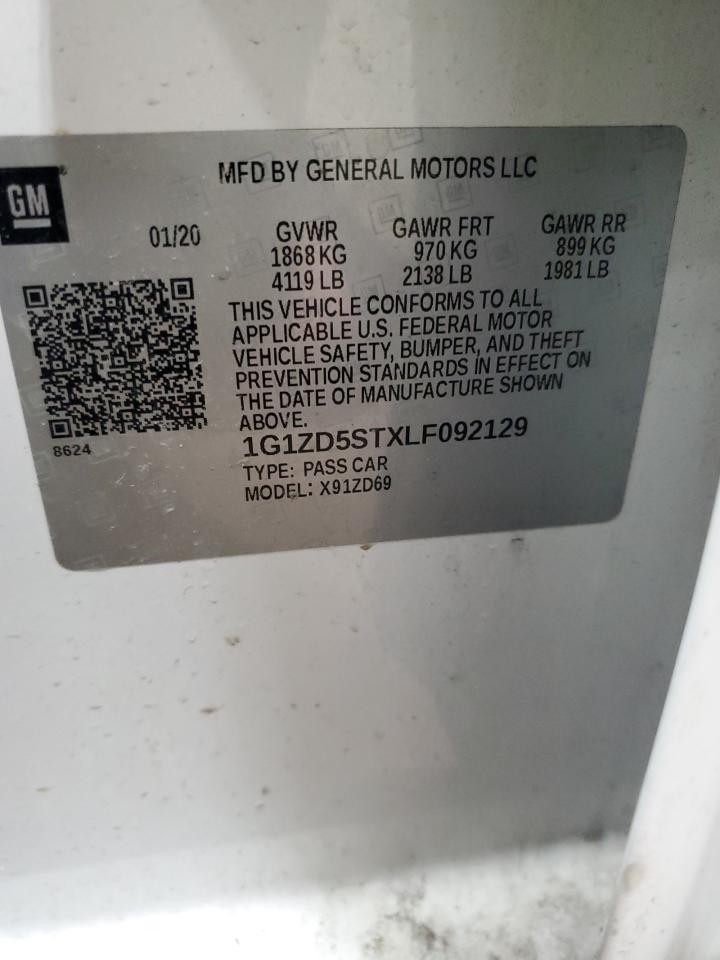 MFD BY GENERAL MOTORS LLC
GM
01/20 GVWR GAWR FRT GAWR RR
1868 KG 970 KG 899 KG
4119 LB 2138 LB 1981 LB
THIS VEHICLE CONFORMS TO ALL
APPLICABLE U.S. FEDERAL MOTOR
VEHICLE SAFETY, BUMPER, AND THEFT
PREVENTION STANDARDS IN EFFECT ON
THE DATE OF MANUFACTURE SHOWN
ABOVE.
8624
1G1ZD5STXLF092129
TYPE: PASS CAR
MODEL: X91ZD69